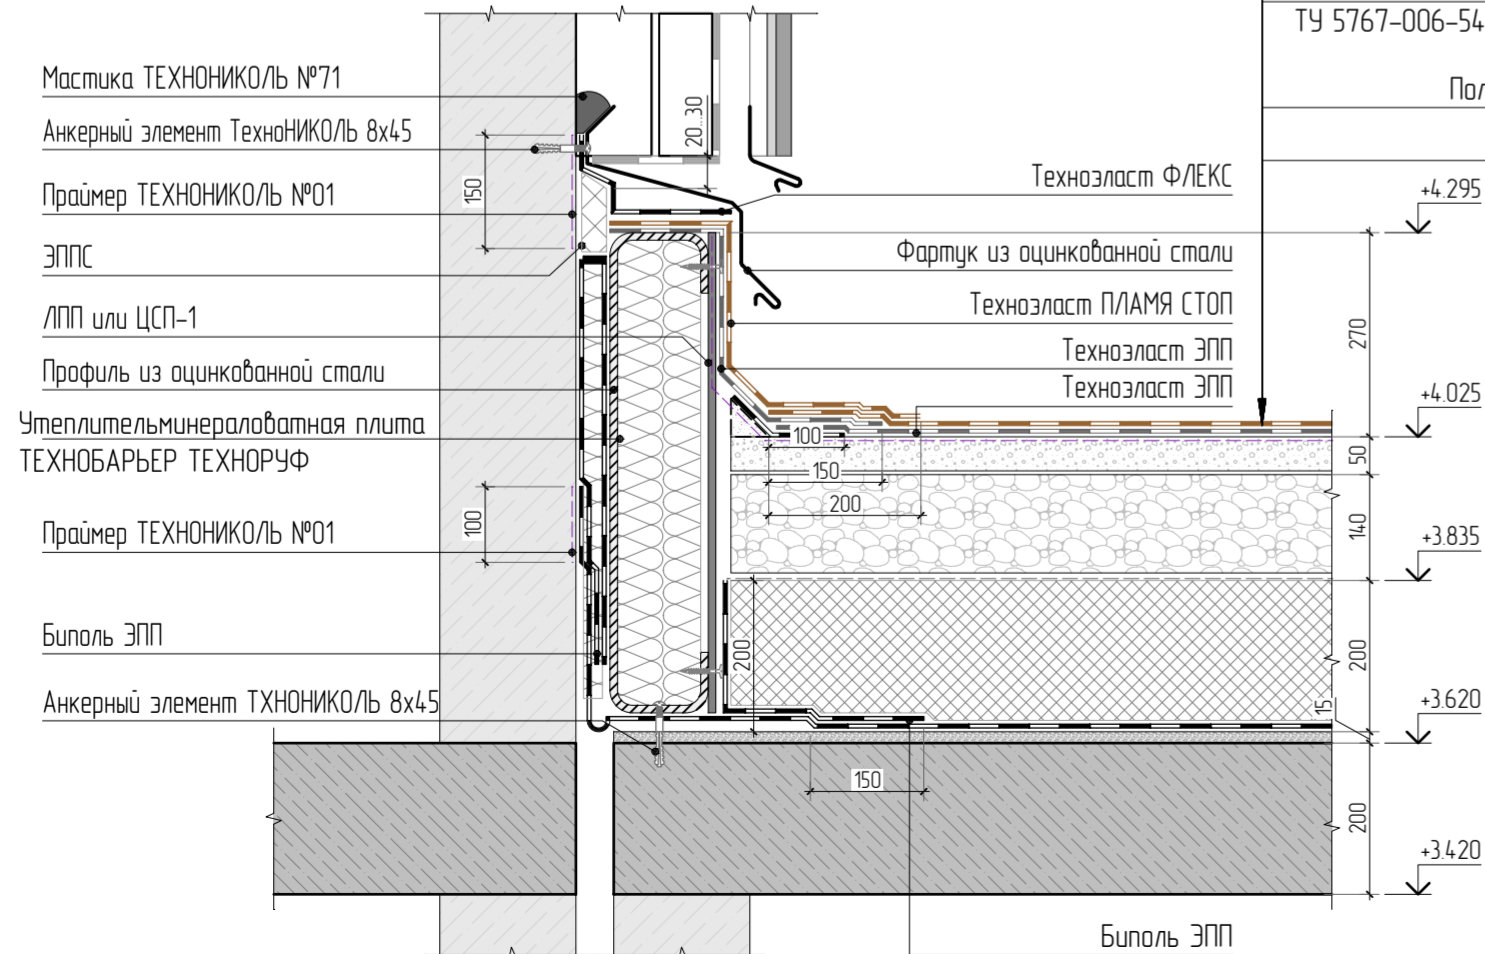 ТУ 5767-006-54
Пол
Мастика ТЕХНОНИКОЛЬ №71
Анкерный элемент ТехноНИКОЛЬ 8х45
Праймер ТЕХНОНИКОЛЬ №01
ЭППС
ЛПП или ЦСП-1
Профиль из оцинкованной стали
Утеплительминераловатная плита
ТЕХНОБАРЬЕР ТЕХНОРУФ
Праймер ТЕХНОНИКОЛЬ №01
Биполь ЭПП
Анкерный элемент ТХНОНИКОЛЬ 8х45
150
100
20...30
Техноэласт ФЛЕКС
Фартук из оцинкованной стали
Техноэласт ПЛАМЯ СТОП
Техноэласт ЭПП
Техноэласт ЭПП
100
150
200
200
150
Биполь ЭПП
270
50
140
200
15
200
+4.295
+4.025
+3.835
+3.620
+3.420